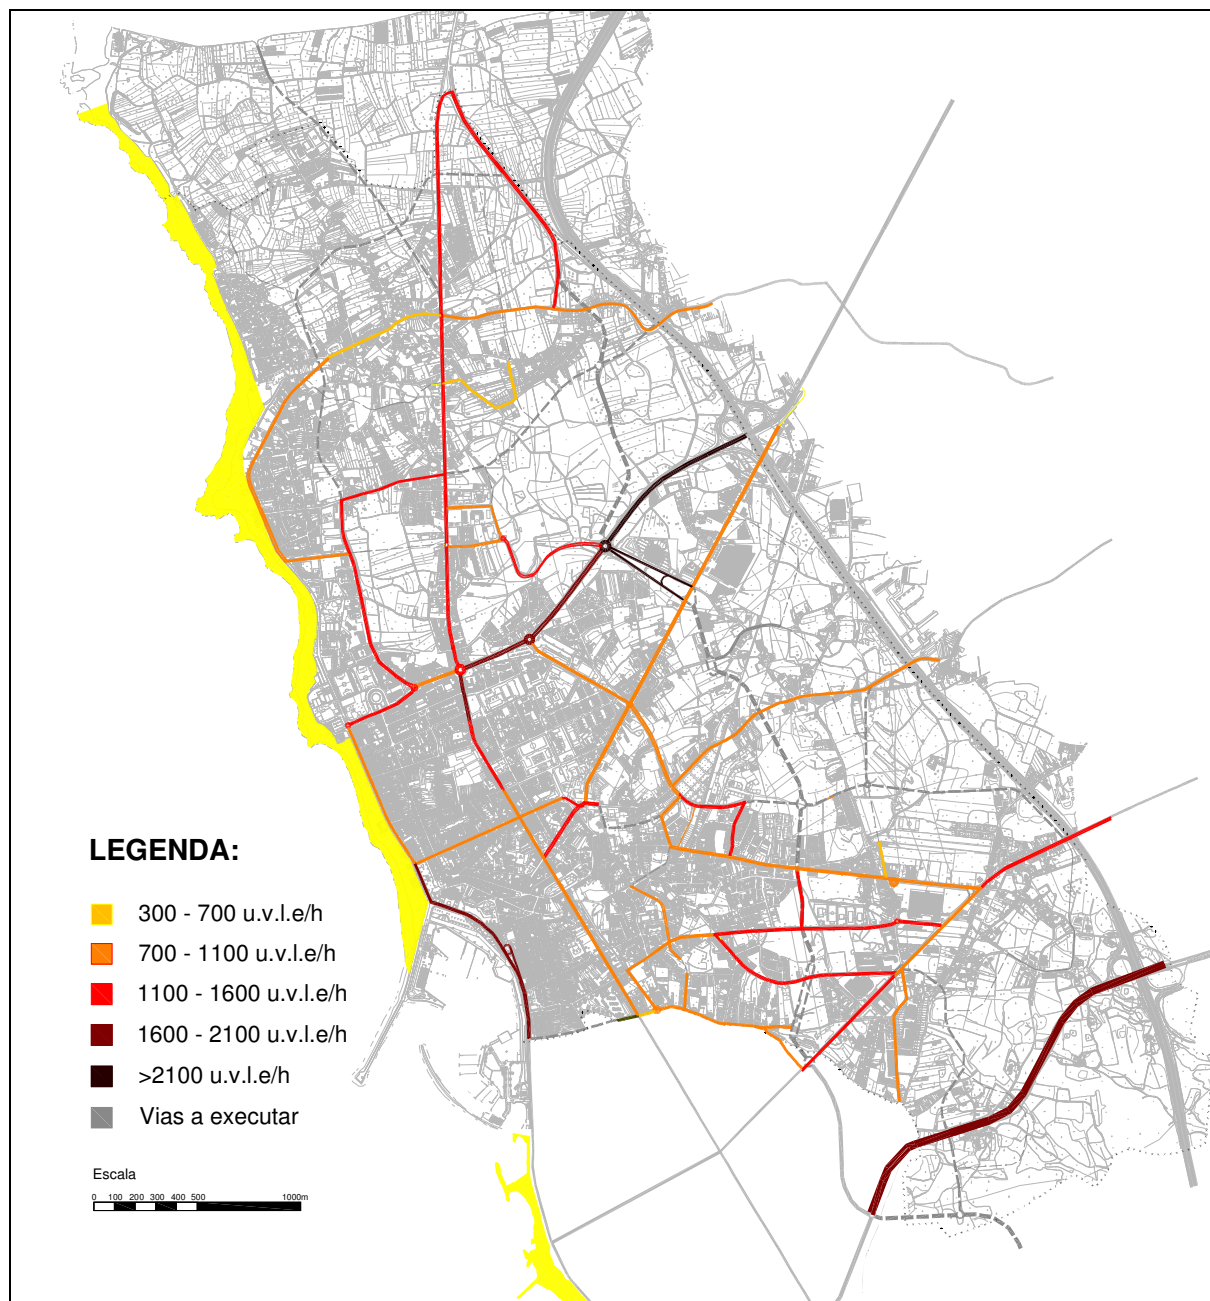 LEGENDA:
300 - 700 u.v.l.e/h
700 - 1100 u.v.l.e/h
1100 - 1600 u.v.l.e/h
1600 - 2100 u.v.l.e/h
>2100 u.v.l.e/h
Vias a executar
Escala
0 100 200 300 400 500 1000m